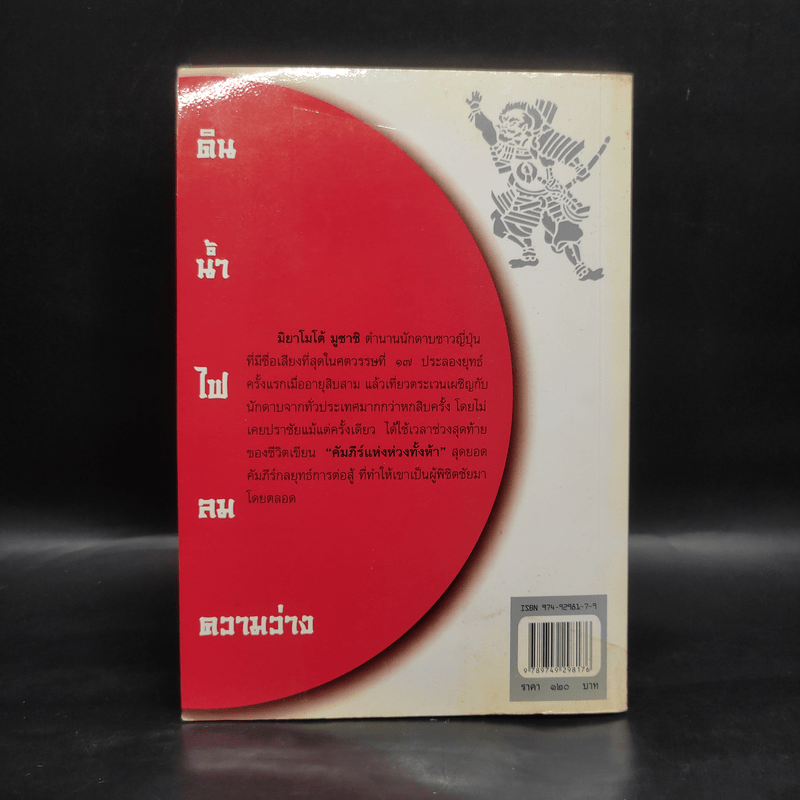 ดิน
น้ำ
ไฟ
ลม
ความว่าง
มิยาโมโต้ มูซาชิ ตำนานนักดาบชาวญี่ปุ่น
ที่มีชื่อเสียงที่สุดในศตวรรษที่ ๑๗ ประลองยุทธ์
ครั้งแรกเมื่ออายุสิบสาม แล้วเที่ยวตระเวนเผชิญกับ
นักดาบจากทั่วประเทศมากกว่าหกสิบครั้ง โดยไม่
เคยปราชัยแม้แต่ครั้งเดียว ได้ใช้เวลาช่วงสุดท้าย
ของชีวิตเขียน “คัมภีร์แห่งห่วงทั้งห้า” สุดยอด
คัมภีร์กลยุทธ์การต่อสู้ ที่ทำให้เขาเป็นผู้พิชิตชัยมา
โดยตลอด
ISBN 974-92981-7-9
9 789749 298176
ราคา ๑๒๐ บาท